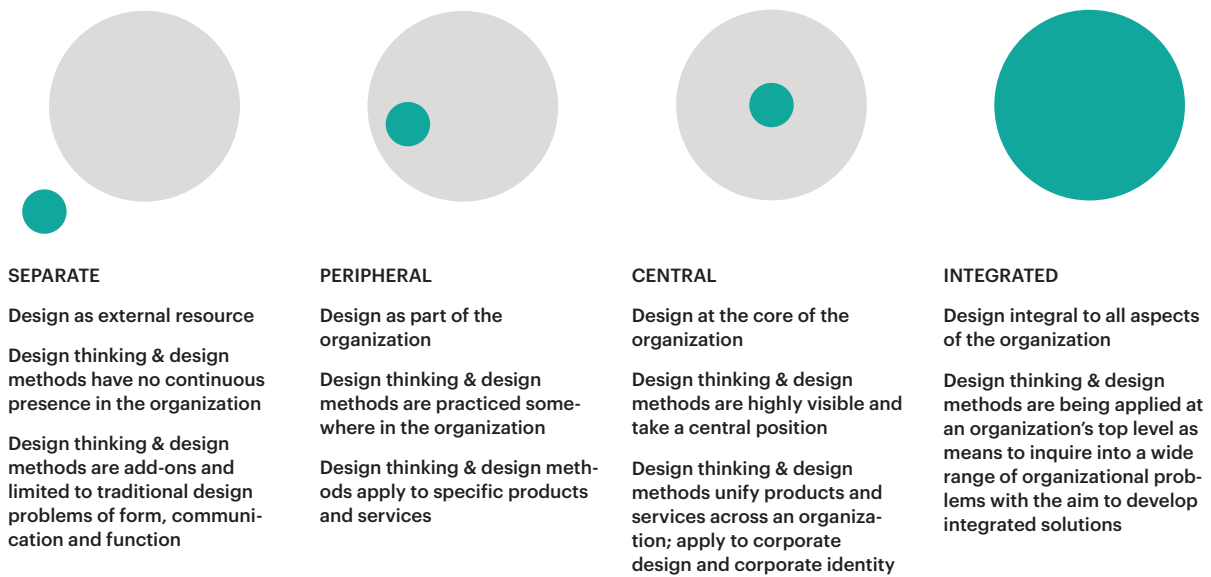 SEPARATE
Design as external resource
Design thinking & design
methods have no continuous
presence in the organization
Design thinking & design
methods are add-ons and
limited to traditional design
problems of form, communi-
cation and function
PERIPHERAL
Design as part of the
organization
Design thinking & design
methods are practiced some-
where in the organization
Design thinking & design meth-
ods apply to specific products
and services
CENTRAL
Design at the core of the
organization
Design thinking & design
methods are highly visible and
take a central position
Design thinking & design
methods unify products and
services across an organiza-
tion; apply to corporate
design and corporate identity
INTEGRATED
Design integral to all aspects
of the organization
Design thinking & design
methods are being applied at
an organization’s top level as
means to inquire into a wide
range of organizational prob-
lems with the aim to develop
integrated solutions